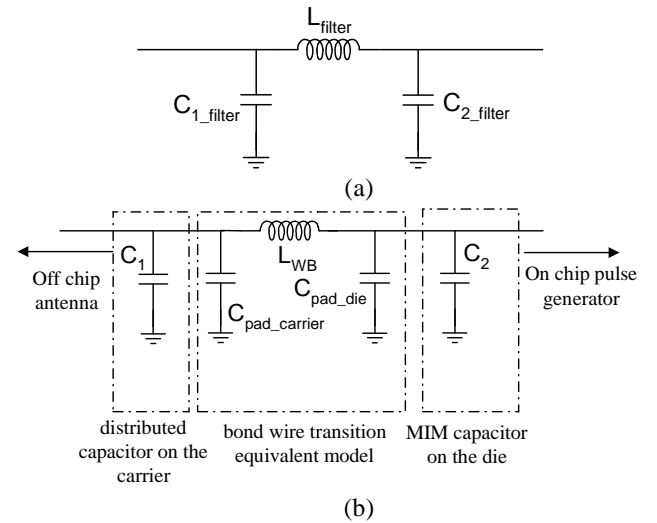 L_filter
C_1_filter
C_2_filter
(a)
C_1
L_WB
C_2
Off chip
antenna
On chip pulse
generator
C_pad_die
C_pad_carrier
distributed
capacitor on the
carrier
bond wire transition
equivalent model
MIM capacitor
on the die
(b)